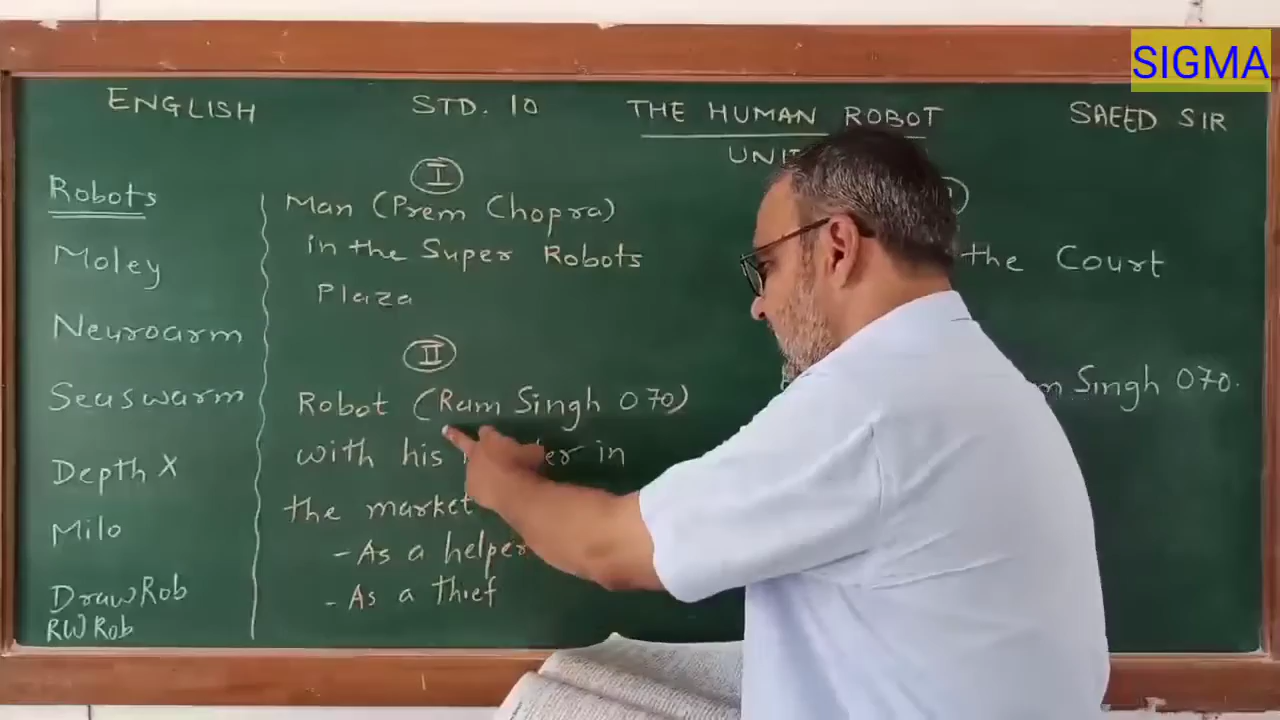 SIGMA
ENGLISH STD. 10 THE HUMAN ROBOT SAEED SIR
UNIT
Robots
Moley
Neuroarm
Seaswarm
Depth X
Milo
DrawRob
RW Rob
I
Man (Prem Chopra)
in the Super Robots
Plaza
II
Robot (Ram Singh 070)
with his in
the market
- As a helper
- As a thief
the Court
Singh 070.